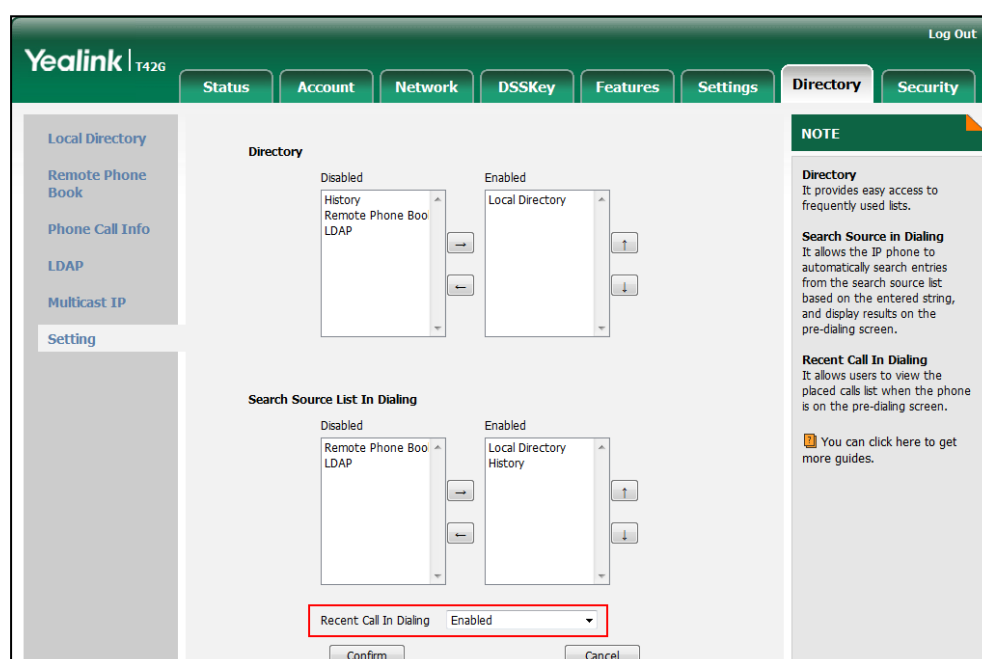 Log Out
Yealink T42G
Status Account Network DSSKey Features Settings Directory Security
Local Directory
Remote Phone
Book
Phone Call Info
LDAP
Multicast IP
Setting
Directory
Disabled Enabled
History
Remote Phone Boo
LDAP
Local Directory
→
←
↑
↓
Search Source List In Dialing
Disabled Enabled
Remote Phone Boo
LDAP
Local Directory
History
→
←
↑
↓
Recent Call In Dialing Enabled
Confirm Cancel
NOTE
Directory
It provides easy access to
frequently used lists.
Search Source in Dialing
It allows the IP phone to
automatically search entries
from the search source list
based on the entered string,
and display results on the
pre-dialing screen.
Recent Call In Dialing
It allows users to view the
placed calls list when the phone
is on the pre-dialing screen.
You can click here to get
more guides.